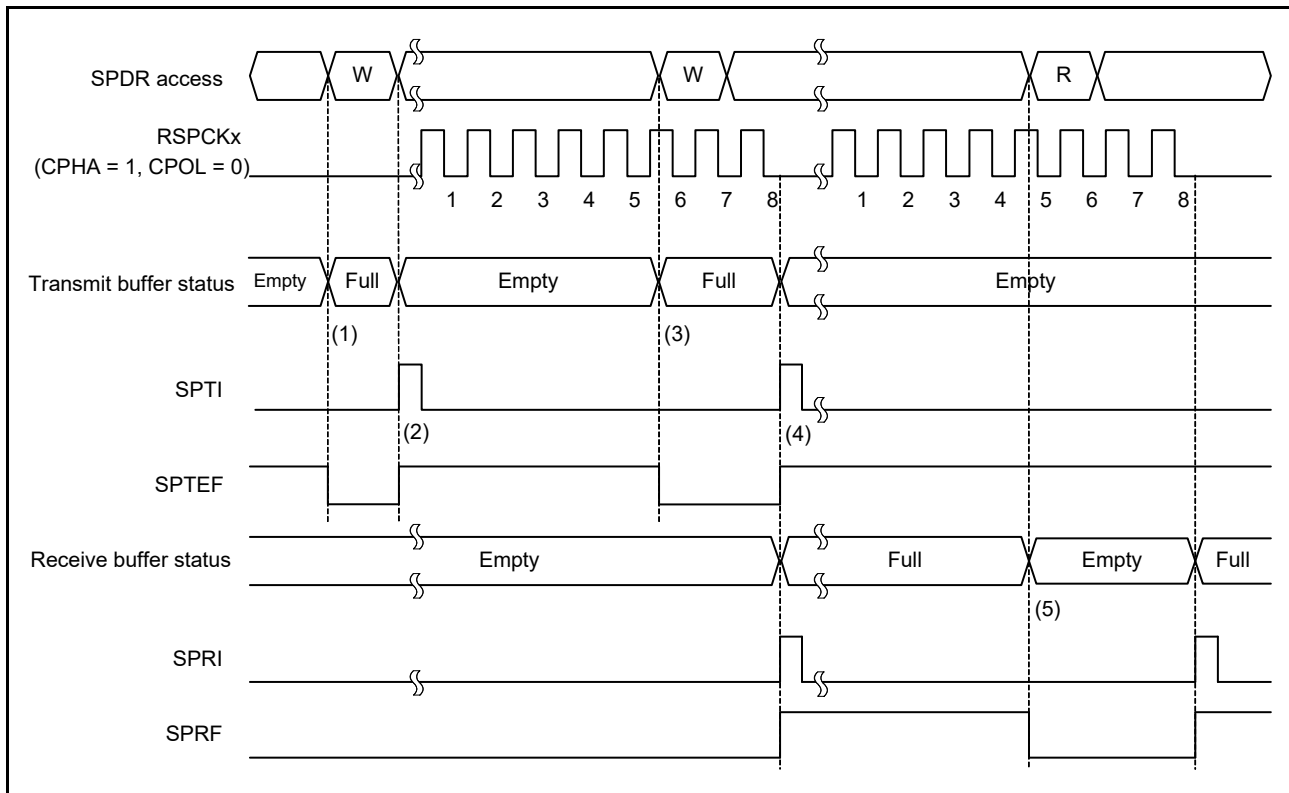 SPDR access
W
W
R
RSPCKx
(CPHA = 1, CPOL = 0)
1 2 3 4 5 6 7 8 1 2 3 4 5 6 7 8
Transmit buffer status
Empty Full Empty Full Empty
(1) (3)
SPTI
(2) (4)
SPTEF
Receive buffer status
Empty Full Empty Full
(5)
SPRI
SPRF